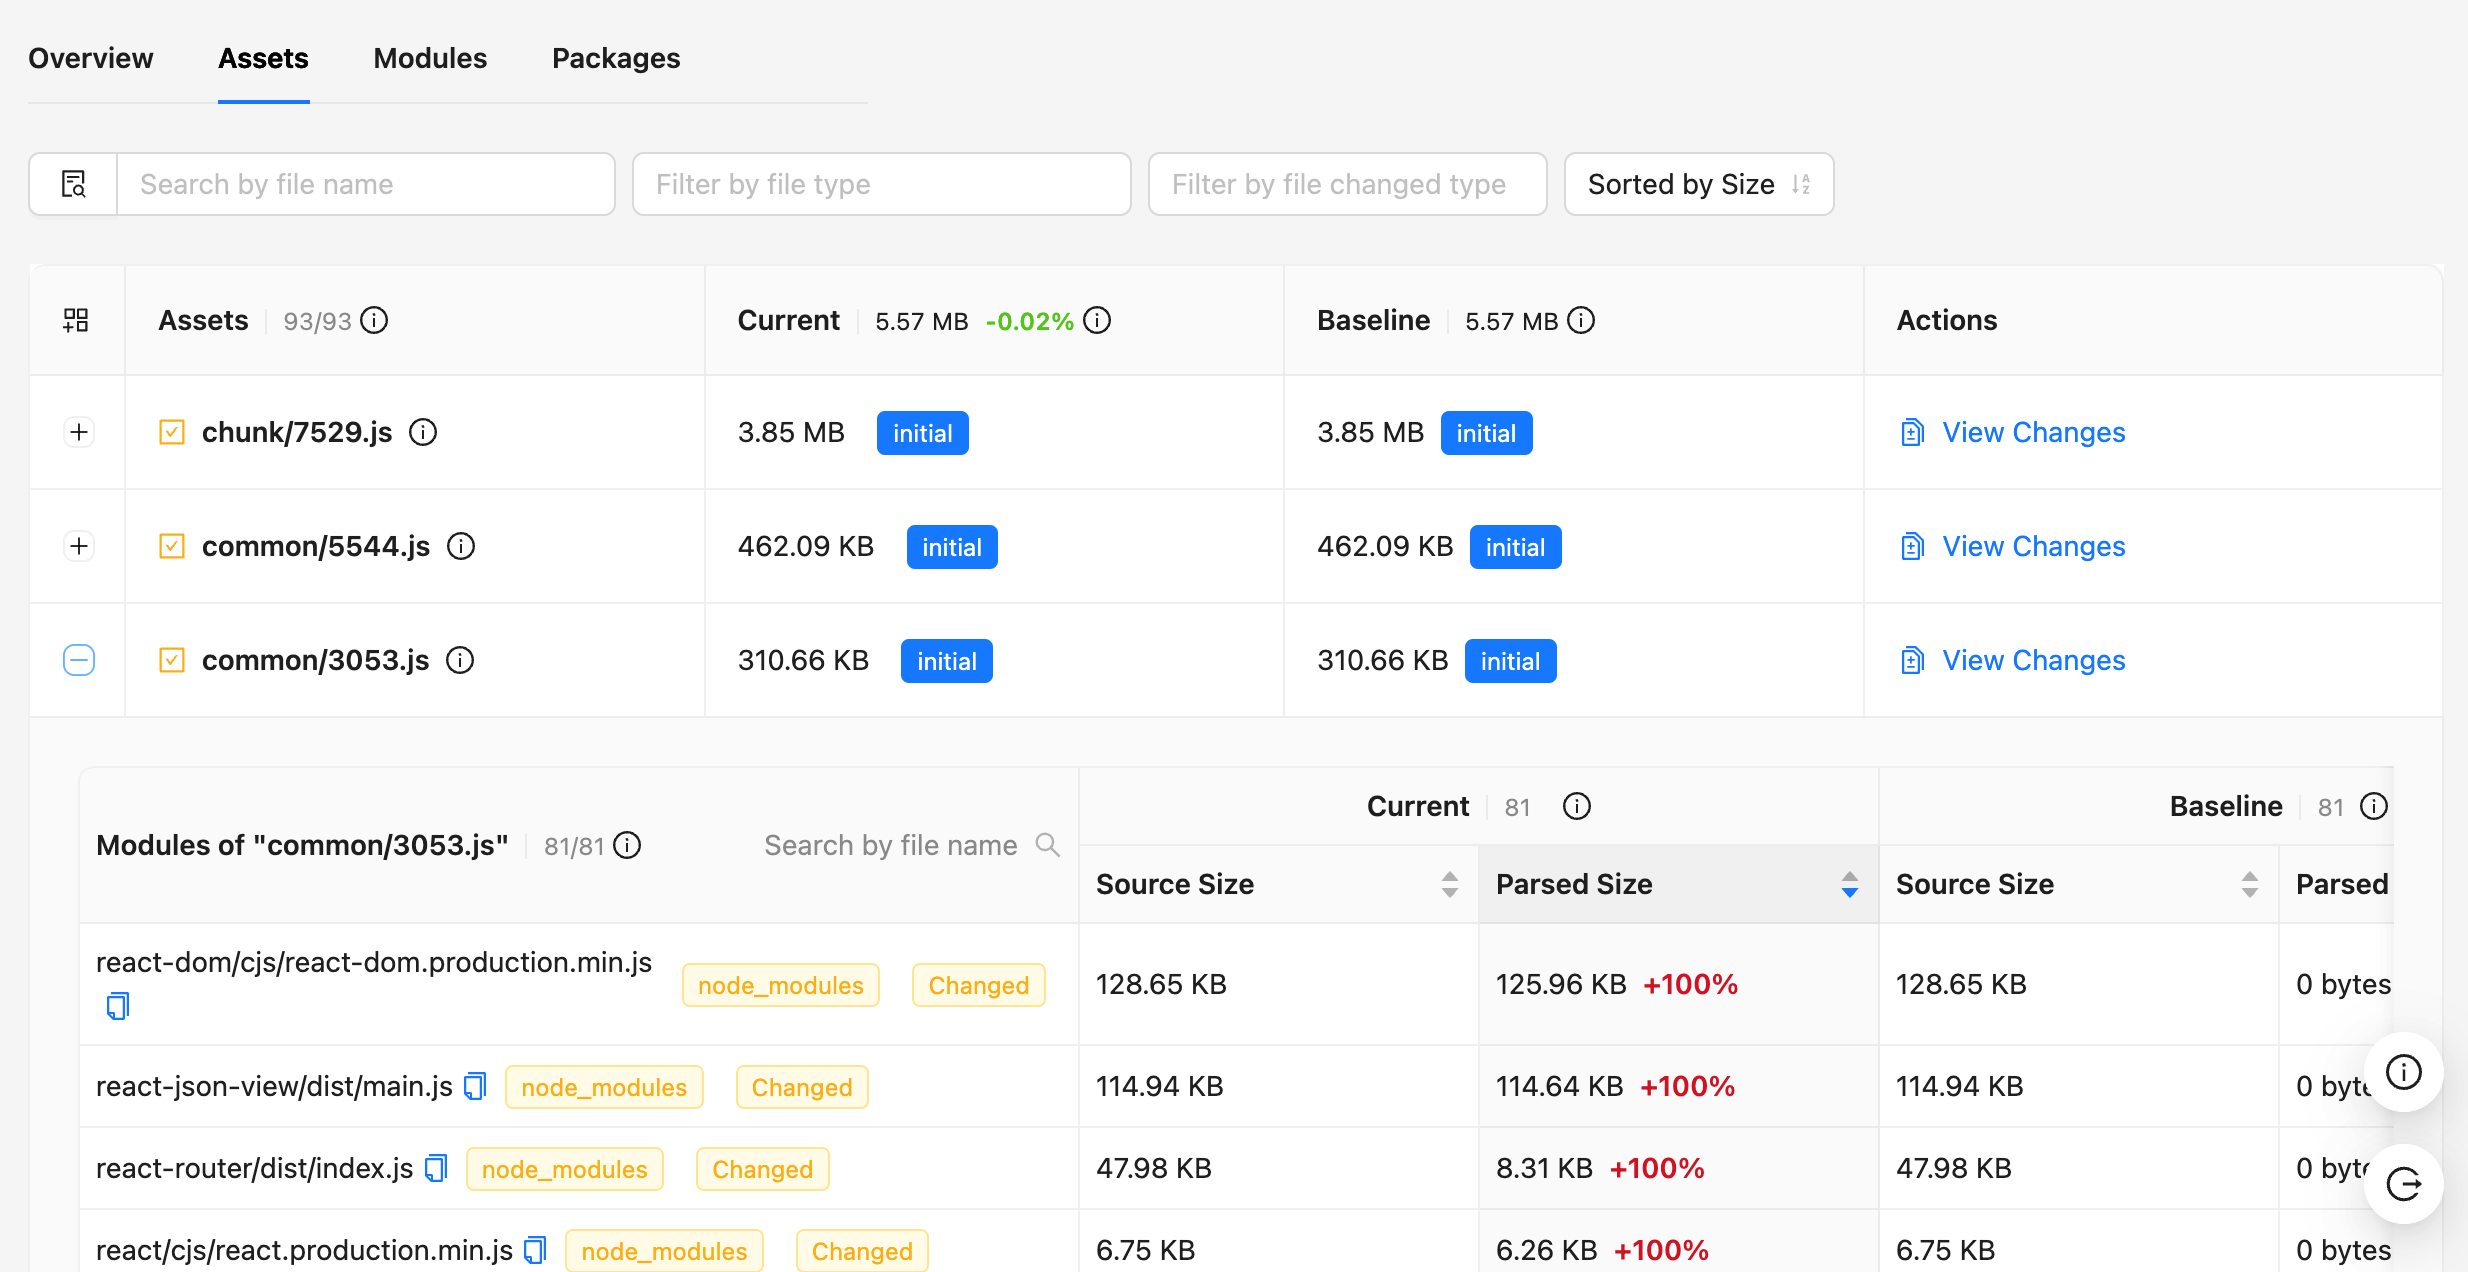 Overview Assets Modules Packages
Search by file name Filter by file type Filter by file changed type Sorted by Size
Assets 93/93 Current 5.57 MB -0.02% Baseline 5.57 MB Actions
chunk/7529.js 3.85 MB initial 3.85 MB initial View Changes
common/5544.js 462.09 KB initial 462.09 KB initial View Changes
common/3053.js 310.66 KB initial 310.66 KB initial View Changes
Current 81 Baseline 81
Modules of "common/3053.js" 81/81 Search by file name
Source Size Parsed Size Source Size Parsed
react-dom/cjs/react-dom.production.min.js node_modules Changed 128.65 KB 125.96 KB +100% 128.65 KB 0 bytes
react-json-view/dist/main.js node_modules Changed 114.94 KB 114.64 KB +100% 114.94 KB 0
react-router/dist/index.js node_modules Changed 47.98 KB 8.31 KB +100% 47.98 KB 0
react/cjs/react.production.min.js node_modules Changed 6.75 KB 6.26 KB +100% 6.75 KB 0 bytes